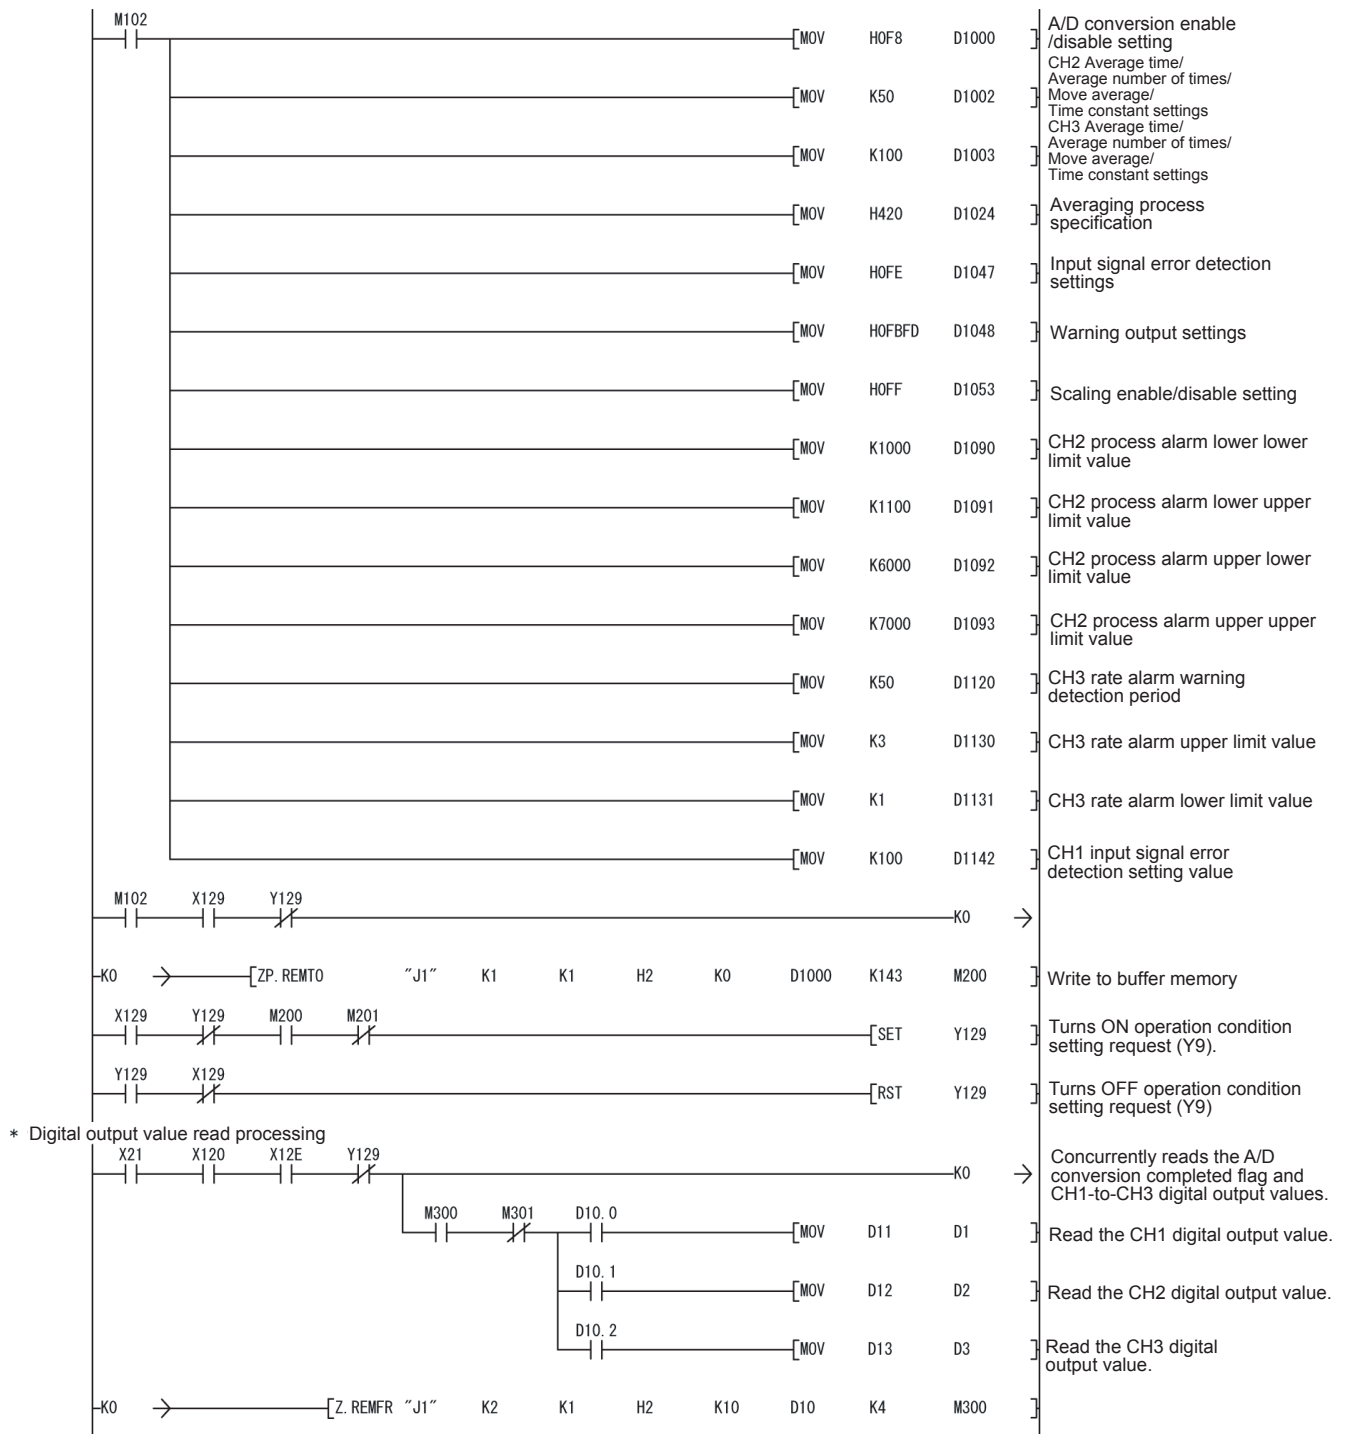 M102
[MOV H0F8 D1000 ]
A/D conversion enable
/disable setting
CH2 Average time/
Average number of times/
Move average/
Time constant settings
[MOV K50 D1002 ]
CH3 Average time/
Average number of times/
Move average/
Time constant settings
[MOV K100 D1003 ]
[MOV H420 D1024 ]
Averaging process
specification
[MOV H0FE D1047 ]
Input signal error detection
settings
[MOV H0FBFD D1048 ]
Warning output settings
[MOV H0FF D1053 ]
Scaling enable/disable setting
[MOV K1000 D1090 ]
CH2 process alarm lower lower
limit value
[MOV K1100 D1091 ]
CH2 process alarm lower upper
limit value
[MOV K6000 D1092 ]
CH2 process alarm upper lower
limit value
[MOV K7000 D1093 ]
CH2 process alarm upper upper
limit value
[MOV K50 D1120 ]
CH3 rate alarm warning
detection period
[MOV K3 D1130 ]
CH3 rate alarm upper limit value
[MOV K1 D1131 ]
CH3 rate alarm lower limit value
[MOV K100 D1142 ]
CH1 input signal error
detection setting value
M102 X129 Y129
K0
K0 [ZP.REMTO "J1" K1 K1 H2 K0 D1000 K143 M200 ]
Write to buffer memory
X129 Y129 M200 M201
[SET Y129 ]
Turns ON operation condition
setting request (Y9).
Y129 X129
[RST Y129 ]
Turns OFF operation condition
setting request (Y9)
* Digital output value read processing
X21 X120 X12E Y129
K0
Concurrently reads the A/D
conversion completed flag and
CH1-to-CH3 digital output values.
M300 M301 D10.0
[MOV D11 D1 ]
Read the CH1 digital output value.
D10.1
[MOV D12 D2 ]
Read the CH2 digital output value.
D10.2
[MOV D13 D3 ]
Read the CH3 digital
output value.
K0 [Z.REMFR "J1" K2 K1 H2 K10 D10 K4 M300 ]